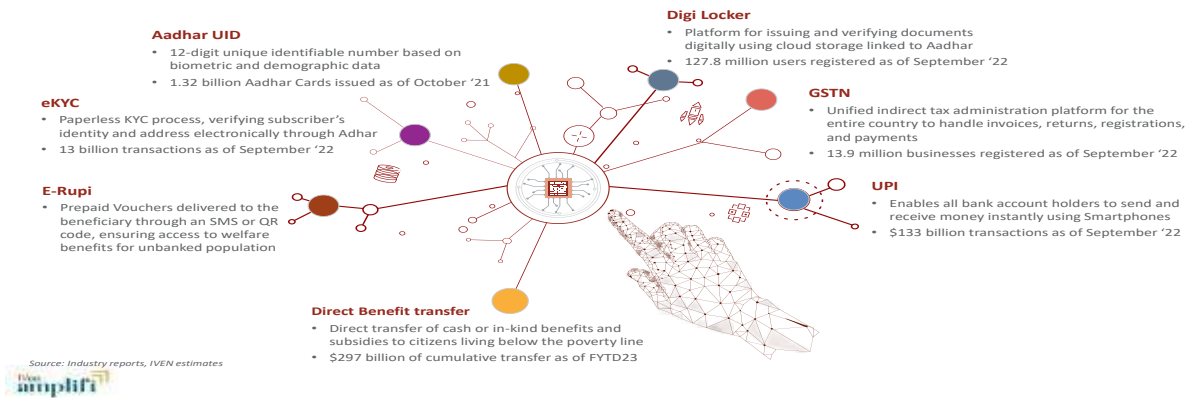 Digi Locker
• Platform for issuing and verifying documents
digitally using cloud storage linked to Aadhar
• 127.8 million users registered as of September ‘22
Aadhar UID
• 12-digit unique identifiable number based on
biometric and demographic data
• 1.32 billion Aadhar Cards issued as of October ‘21
eKYC
• Paperless KYC process, verifying subscriber’s
identity and address electronically through Adhar
• 13 billion transactions as of September ‘22
GSTN
• Unified indirect tax administration platform for the
entire country to handle invoices, returns, registrations,
and payments
• 13.9 million businesses registered as of September ‘22
E-Rupi
• Prepaid Vouchers delivered to the
beneficiary through an SMS or QR
code, ensuring access to welfare
benefits for unbanked population
UPI
• Enables all bank account holders to send and
receive money instantly using Smartphones
• $133 billion transactions as of September ‘22
Direct Benefit transfer
• Direct transfer of cash or in-kind benefits and
subsidies to citizens living below the poverty line
• $297 billion of cumulative transfer as of FYTD23
Source: Industry reports, IVEN estimates
amplifi